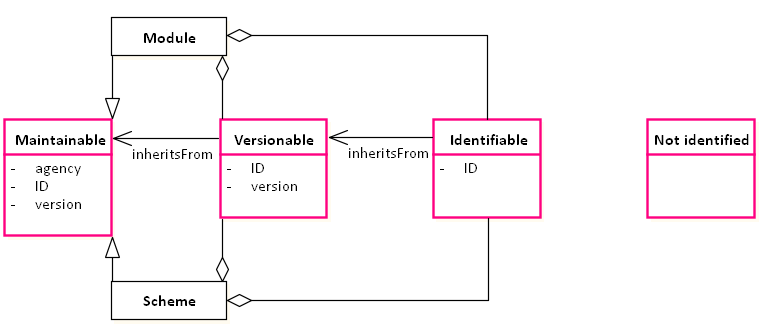 Module
Maintainable
- agency
- ID
- version
inheritsFrom
Versionable
- ID
- version
inheritsFrom
Identifiable
- ID
Not identified
Scheme